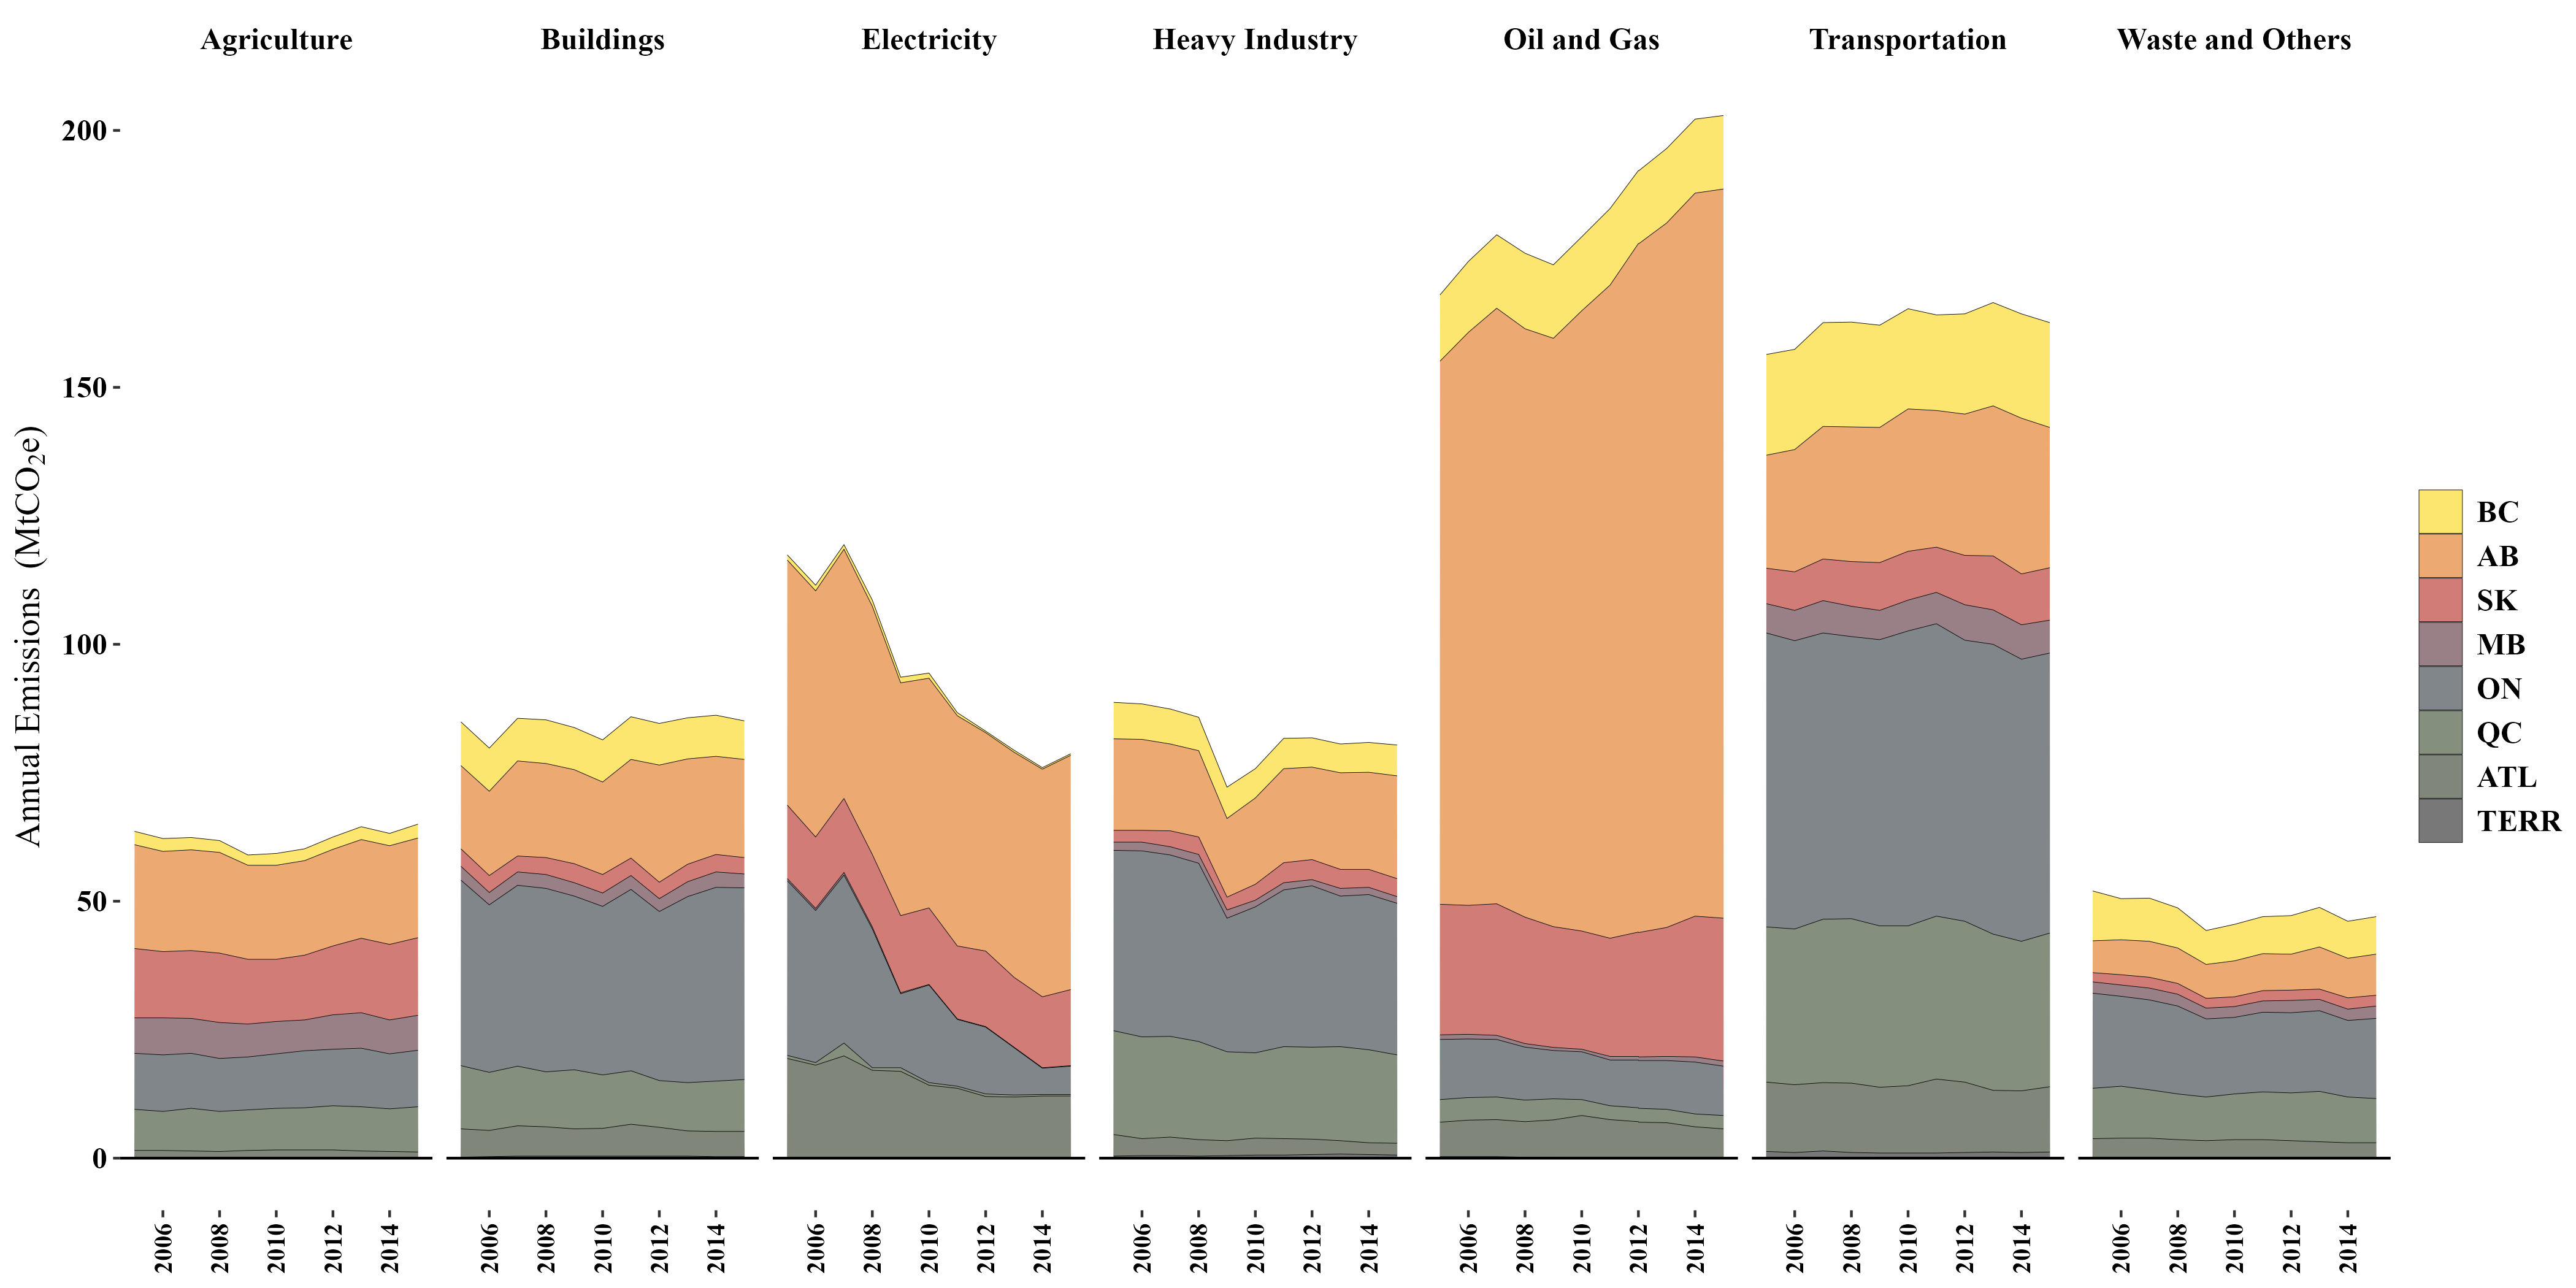 Agriculture Buildings Electricity Heavy Industry Oil and Gas Transportation Waste and Others
Annual Emissions (MtCO₂e)
200
150
100
50
0
2006 2008 2010 2012 2014 2006 2008 2010 2012 2014 2006 2008 2010 2012 2014 2006 2008 2010 2012 2014 2006 2008 2010 2012 2014 2006 2008 2010 2012 2014 2006 2008 2010 2012 2014
BC
AB
SK
MB
ON
QC
ATL
TERR